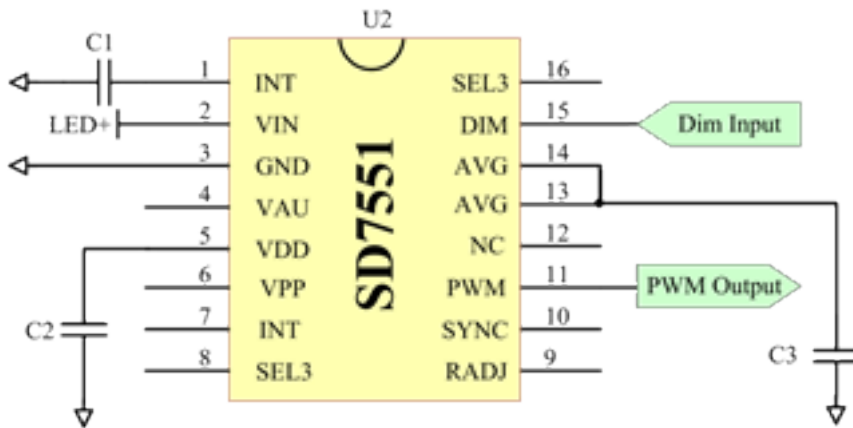 U2
C1
1 INT SEL3 16
LED+ 2 VIN DIM 15 Dim Input
3 GND AVG 14
4 VAU AVG 13
5 VDD NC 12
6 VPP PWM 11 PWM Output
C2 7 INT SYNC 10
8 SEL3 RADJ 9
C3
SD7551